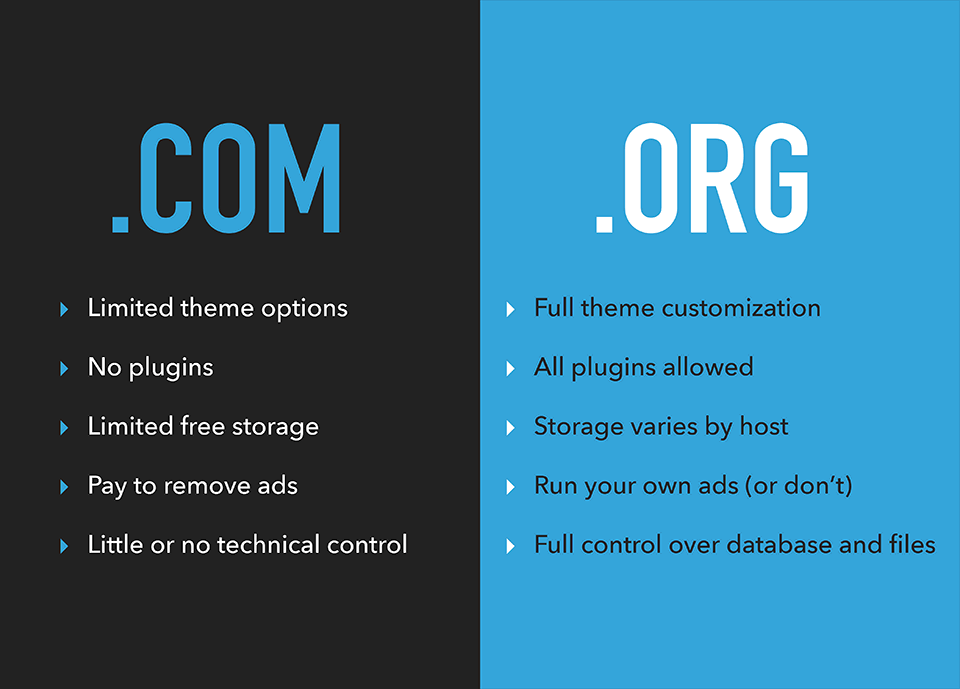 .COM
Limited theme options
No plugins
Limited free storage
Pay to remove ads
Little or no technical control
.ORG
Full theme customization
All plugins allowed
Storage varies by host
Run your own ads (or don’t)
Full control over database and files